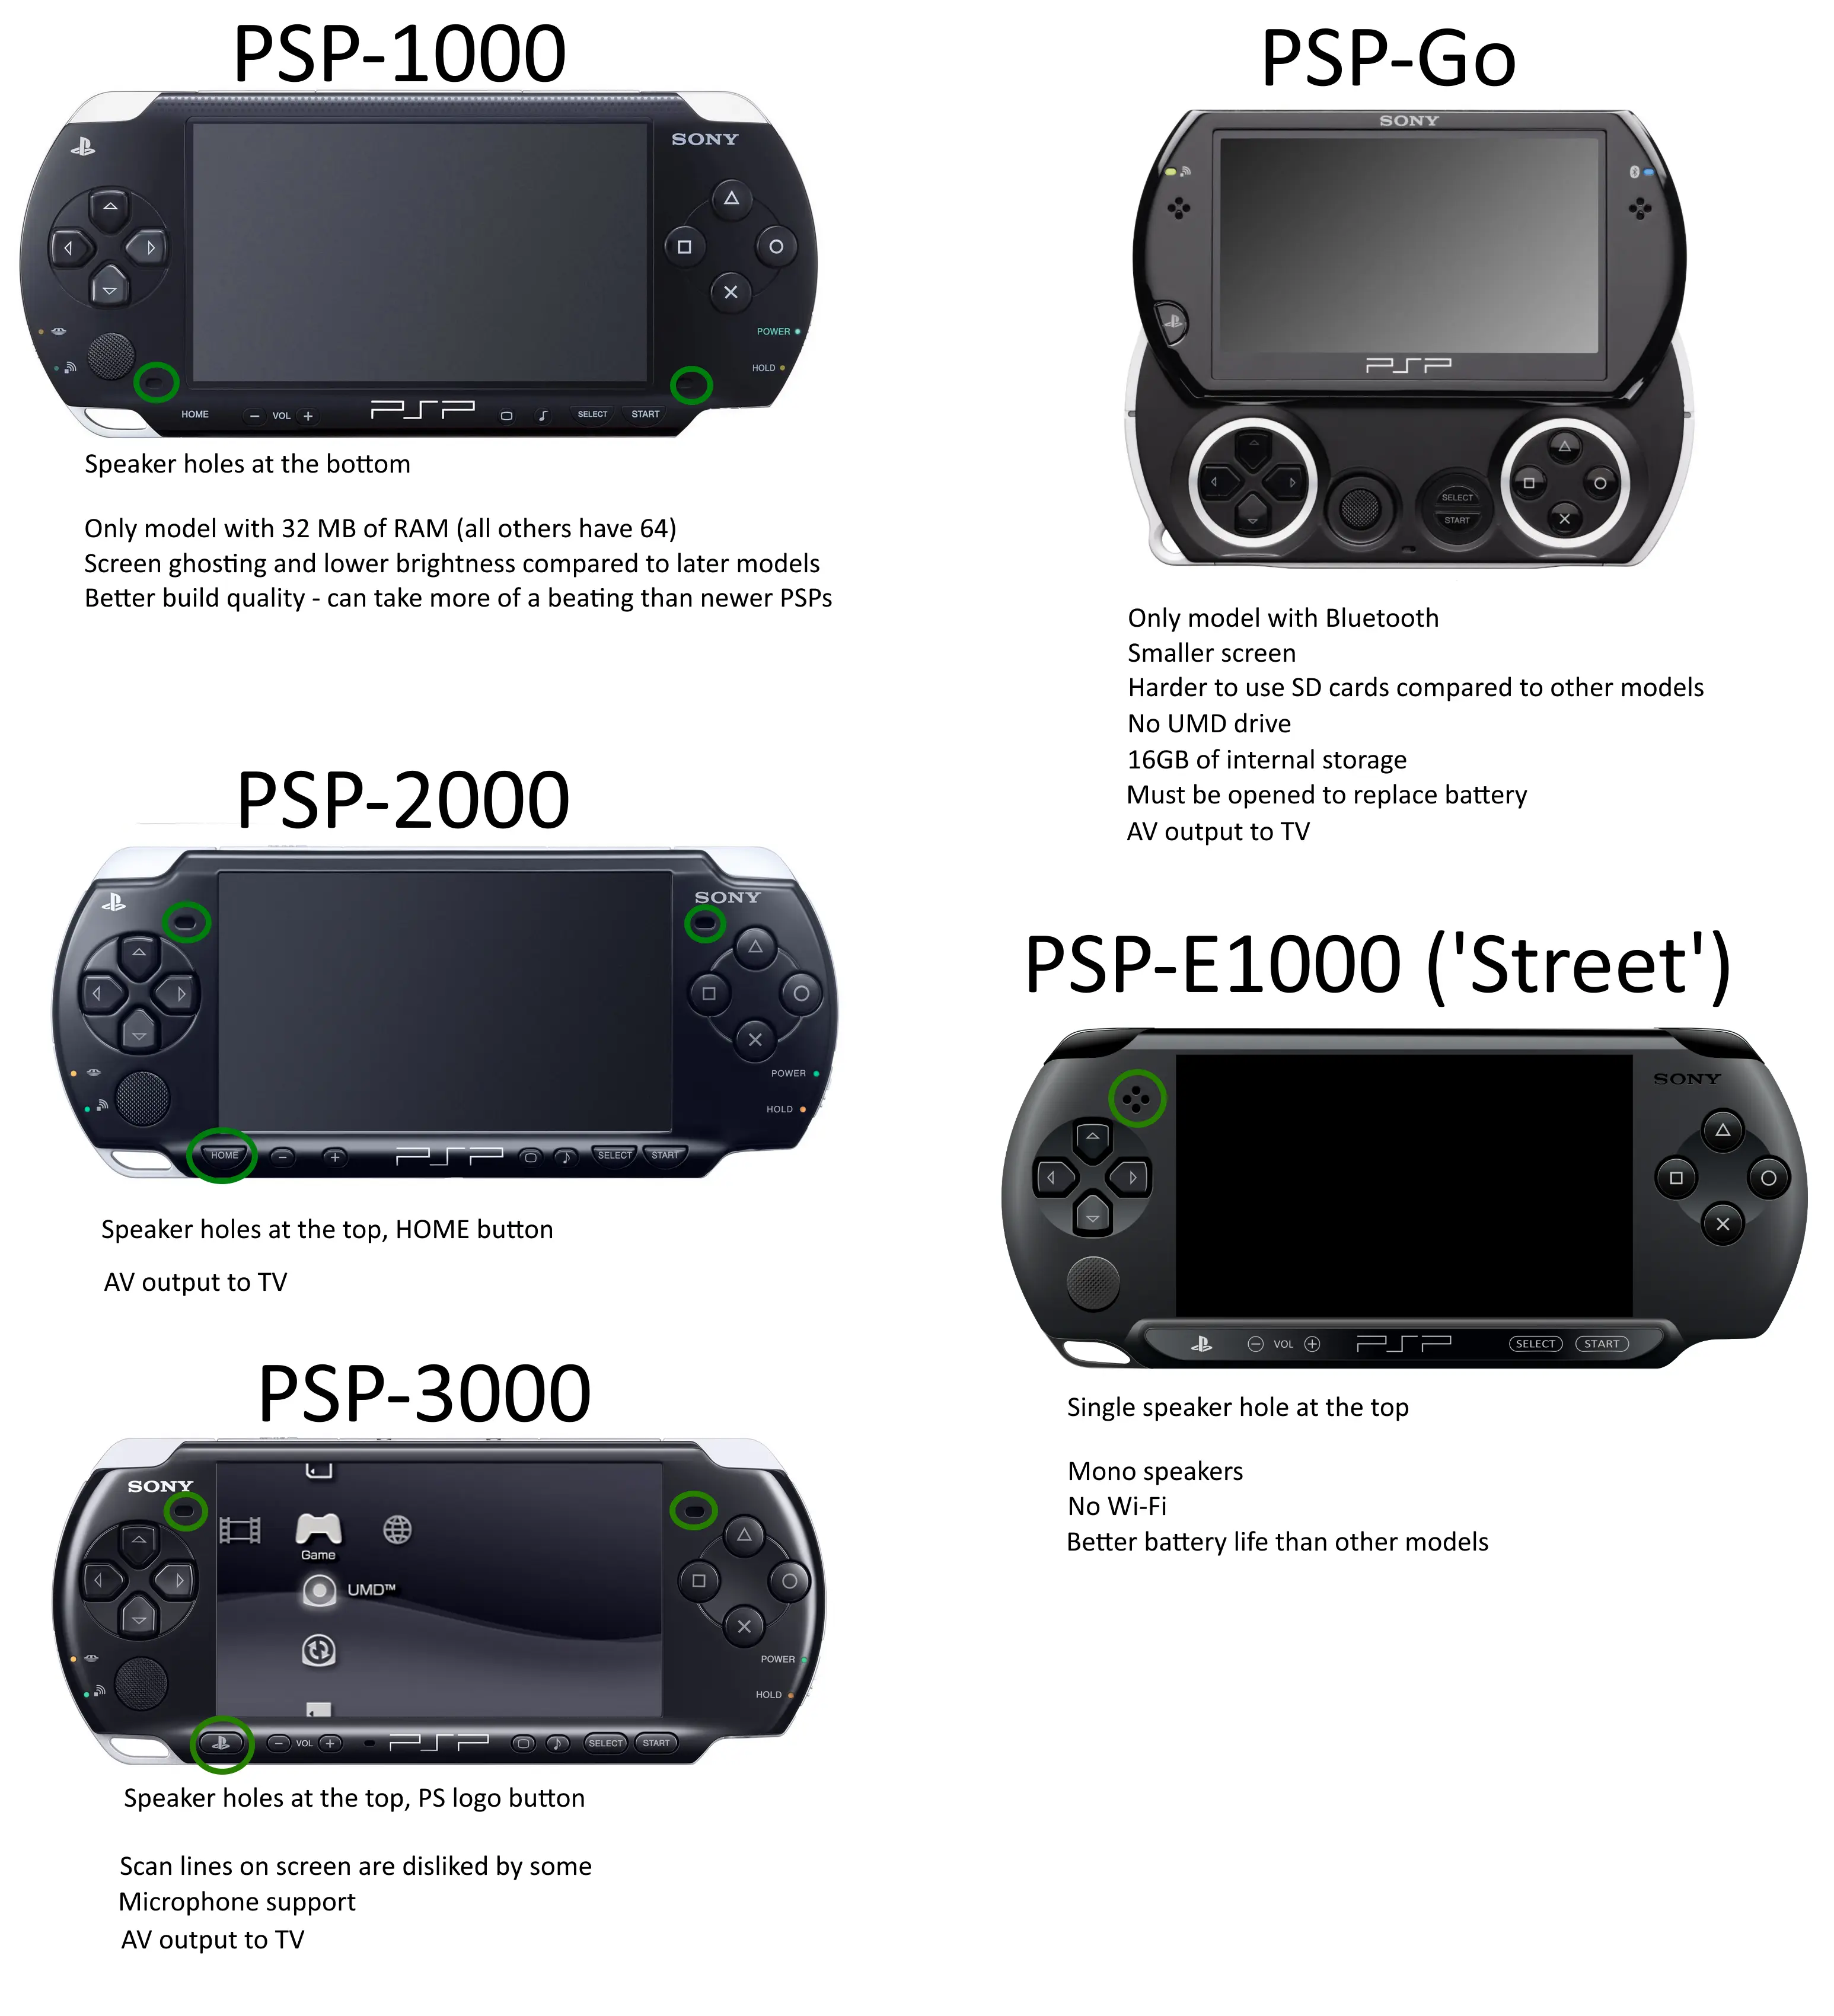 PSP-1000
SONY
POWER
HOLD
HOME
− VOL +
PSP
SELECT
START
Speaker holes at the bottom
Only model with 32 MB of RAM (all others have 64)
Screen ghosting and lower brightness compared to later models
Better build quality - can take more of a beating than newer PSPs
PSP-2000
SONY
POWER
HOLD
HOME
− +
PSP
SELECT
START
Speaker holes at the top, HOME button
AV output to TV
PSP-3000
SONY
Game
UMD™
POWER
HOLD
− VOL +
PSP
SELECT
START
Speaker holes at the top, PS logo button
Scan lines on screen are disliked by some
Microphone support
AV output to TV
PSP-Go
SONY
PSP
SELECT
START
Only model with Bluetooth
Smaller screen
Harder to use SD cards compared to other models
No UMD drive
16GB of internal storage
Must be opened to replace battery
AV output to TV
PSP-E1000 ('Street')
SONY
− VOL +
PSP
SELECT
START
Single speaker hole at the top
Mono speakers
No Wi-Fi
Better battery life than other models